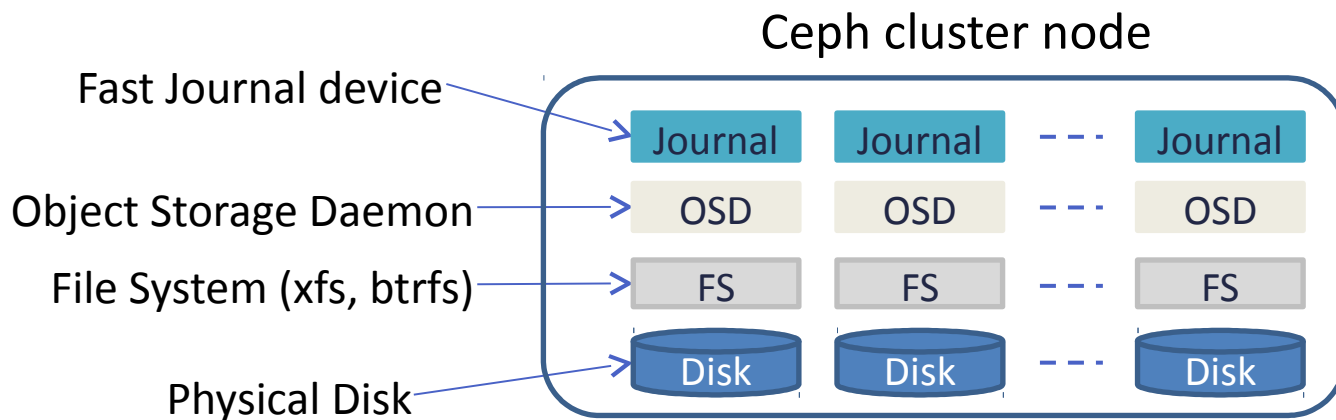 Ceph cluster node
Fast Journal device
Journal Journal Journal
Object Storage Daemon
OSD OSD OSD
File System (xfs, btrfs)
FS FS FS
Physical Disk
Disk Disk Disk